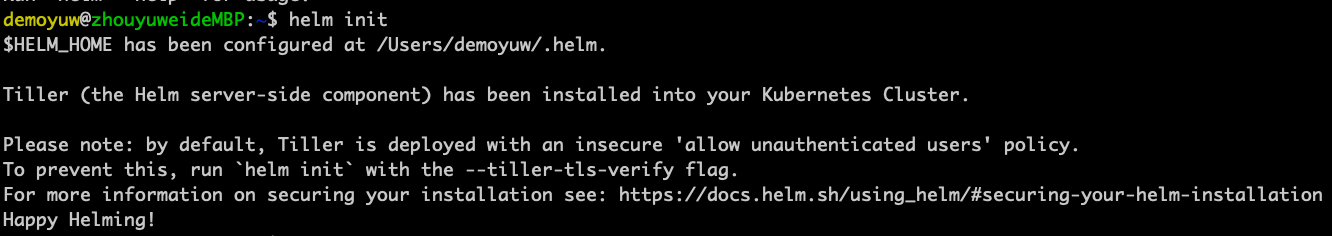 demoyuw@zhouyuweideMBP:~$ helm init
$HELM_HOME has been configured at /Users/demoyuw/.helm.
Tiller (the Helm server-side component) has been installed into your Kubernetes Cluster.
Please note: by default, Tiller is deployed with an insecure 'allow unauthenticated users' policy.
To prevent this, run `helm init` with the --tiller-tls-verify flag.
For more information on securing your installation see: https://docs.helm.sh/using_helm/#securing-your-helm-installation
Happy Helming!